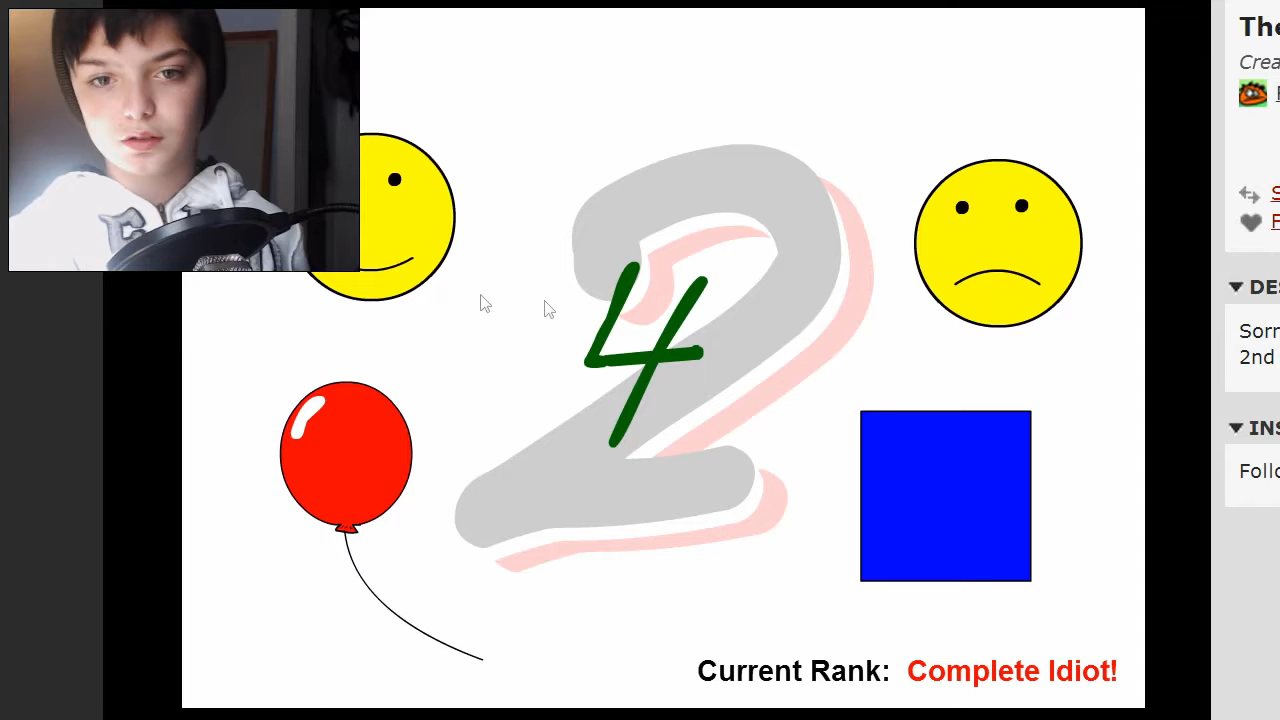 The
Crea
2
4
DES
Sorr
2nd
INS
Follo
Current Rank: Complete Idiot!